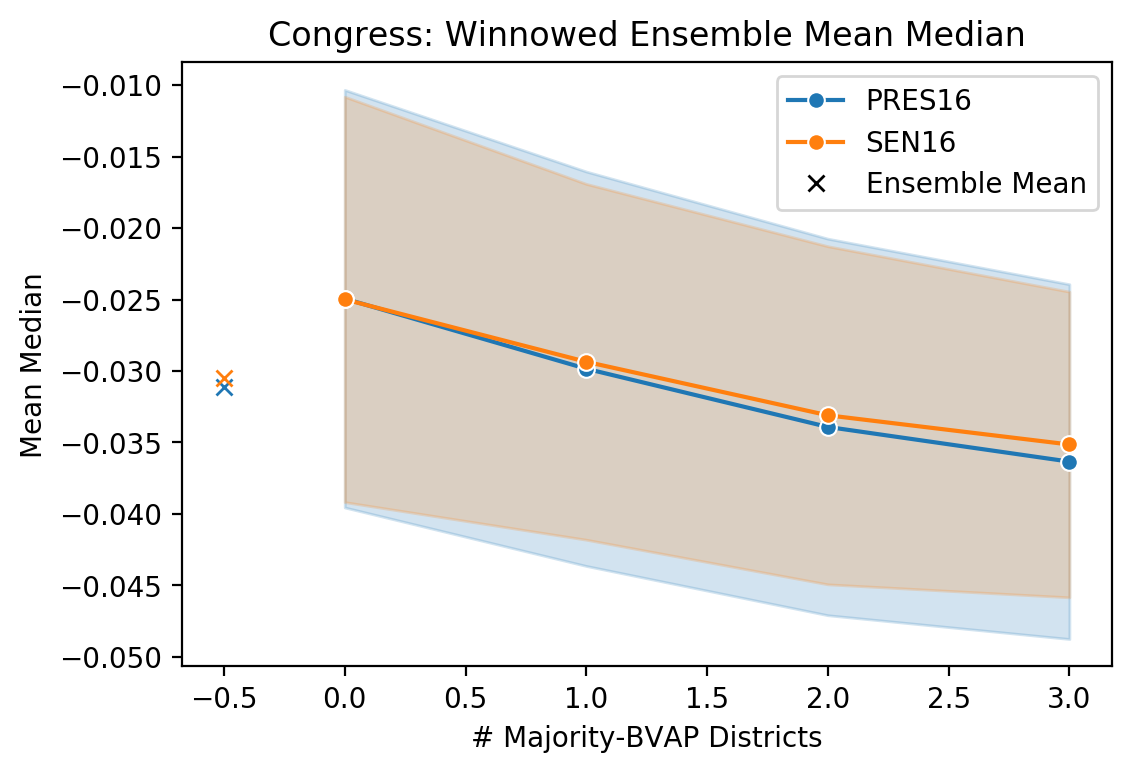 Congress: Winnowed Ensemble Mean Median
PRES16
SEN16
Ensemble Mean
Mean Median
−0.010
−0.015
−0.020
−0.025
−0.030
−0.035
−0.040
−0.045
−0.050
−0.5 0.0 0.5 1.0 1.5 2.0 2.5 3.0
# Majority-BVAP Districts